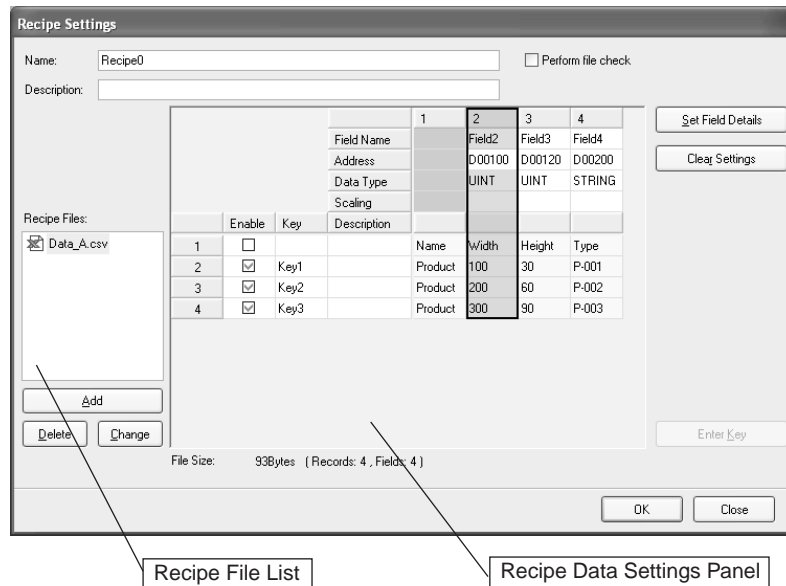 Recipe Settings
Name: Recipe0
Perform file check
Description:
1 2 3 4
Field Name Field2 Field3 Field4
Address D00100 D00120 D00200
Data Type UINT UINT STRING
Scaling
Enable Key Description
1 Name Width Height Type
2 Key1 Product 100 30 P-001
3 Key2 Product 200 60 P-002
4 Key3 Product 300 90 P-003
Set Field Details
Clear Settings
Recipe Files:
Data_A.csv
Add
Delete Change
Enter Key
File Size: 93Bytes ( Records: 4 , Fields: 4 )
OK Close
Recipe File List
Recipe Data Settings Panel